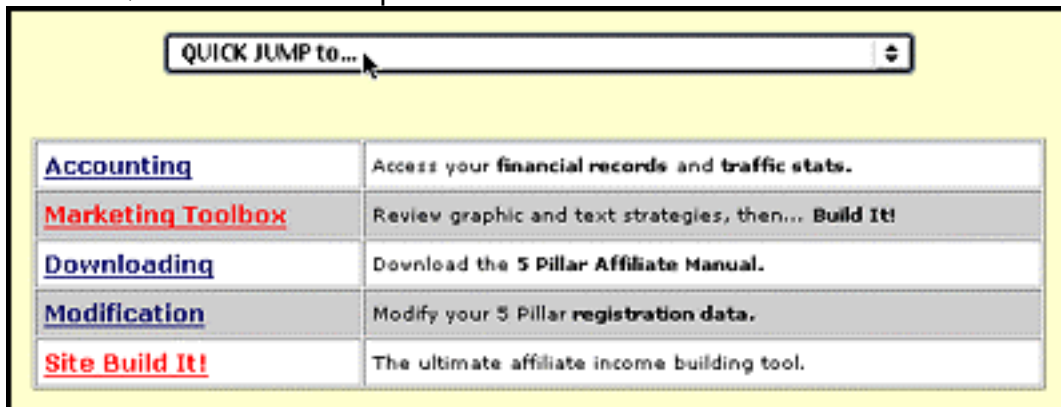 QUICK JUMP to...
Accounting Access your financial records and traffic stats.
Marketing Toolbox Review graphic and text strategies, then... Build It!
Downloading Download the 5 Pillar Affiliate Manual.
Modification Modify your 5 Pillar registration data.
Site Build It! The ultimate affiliate income building tool.